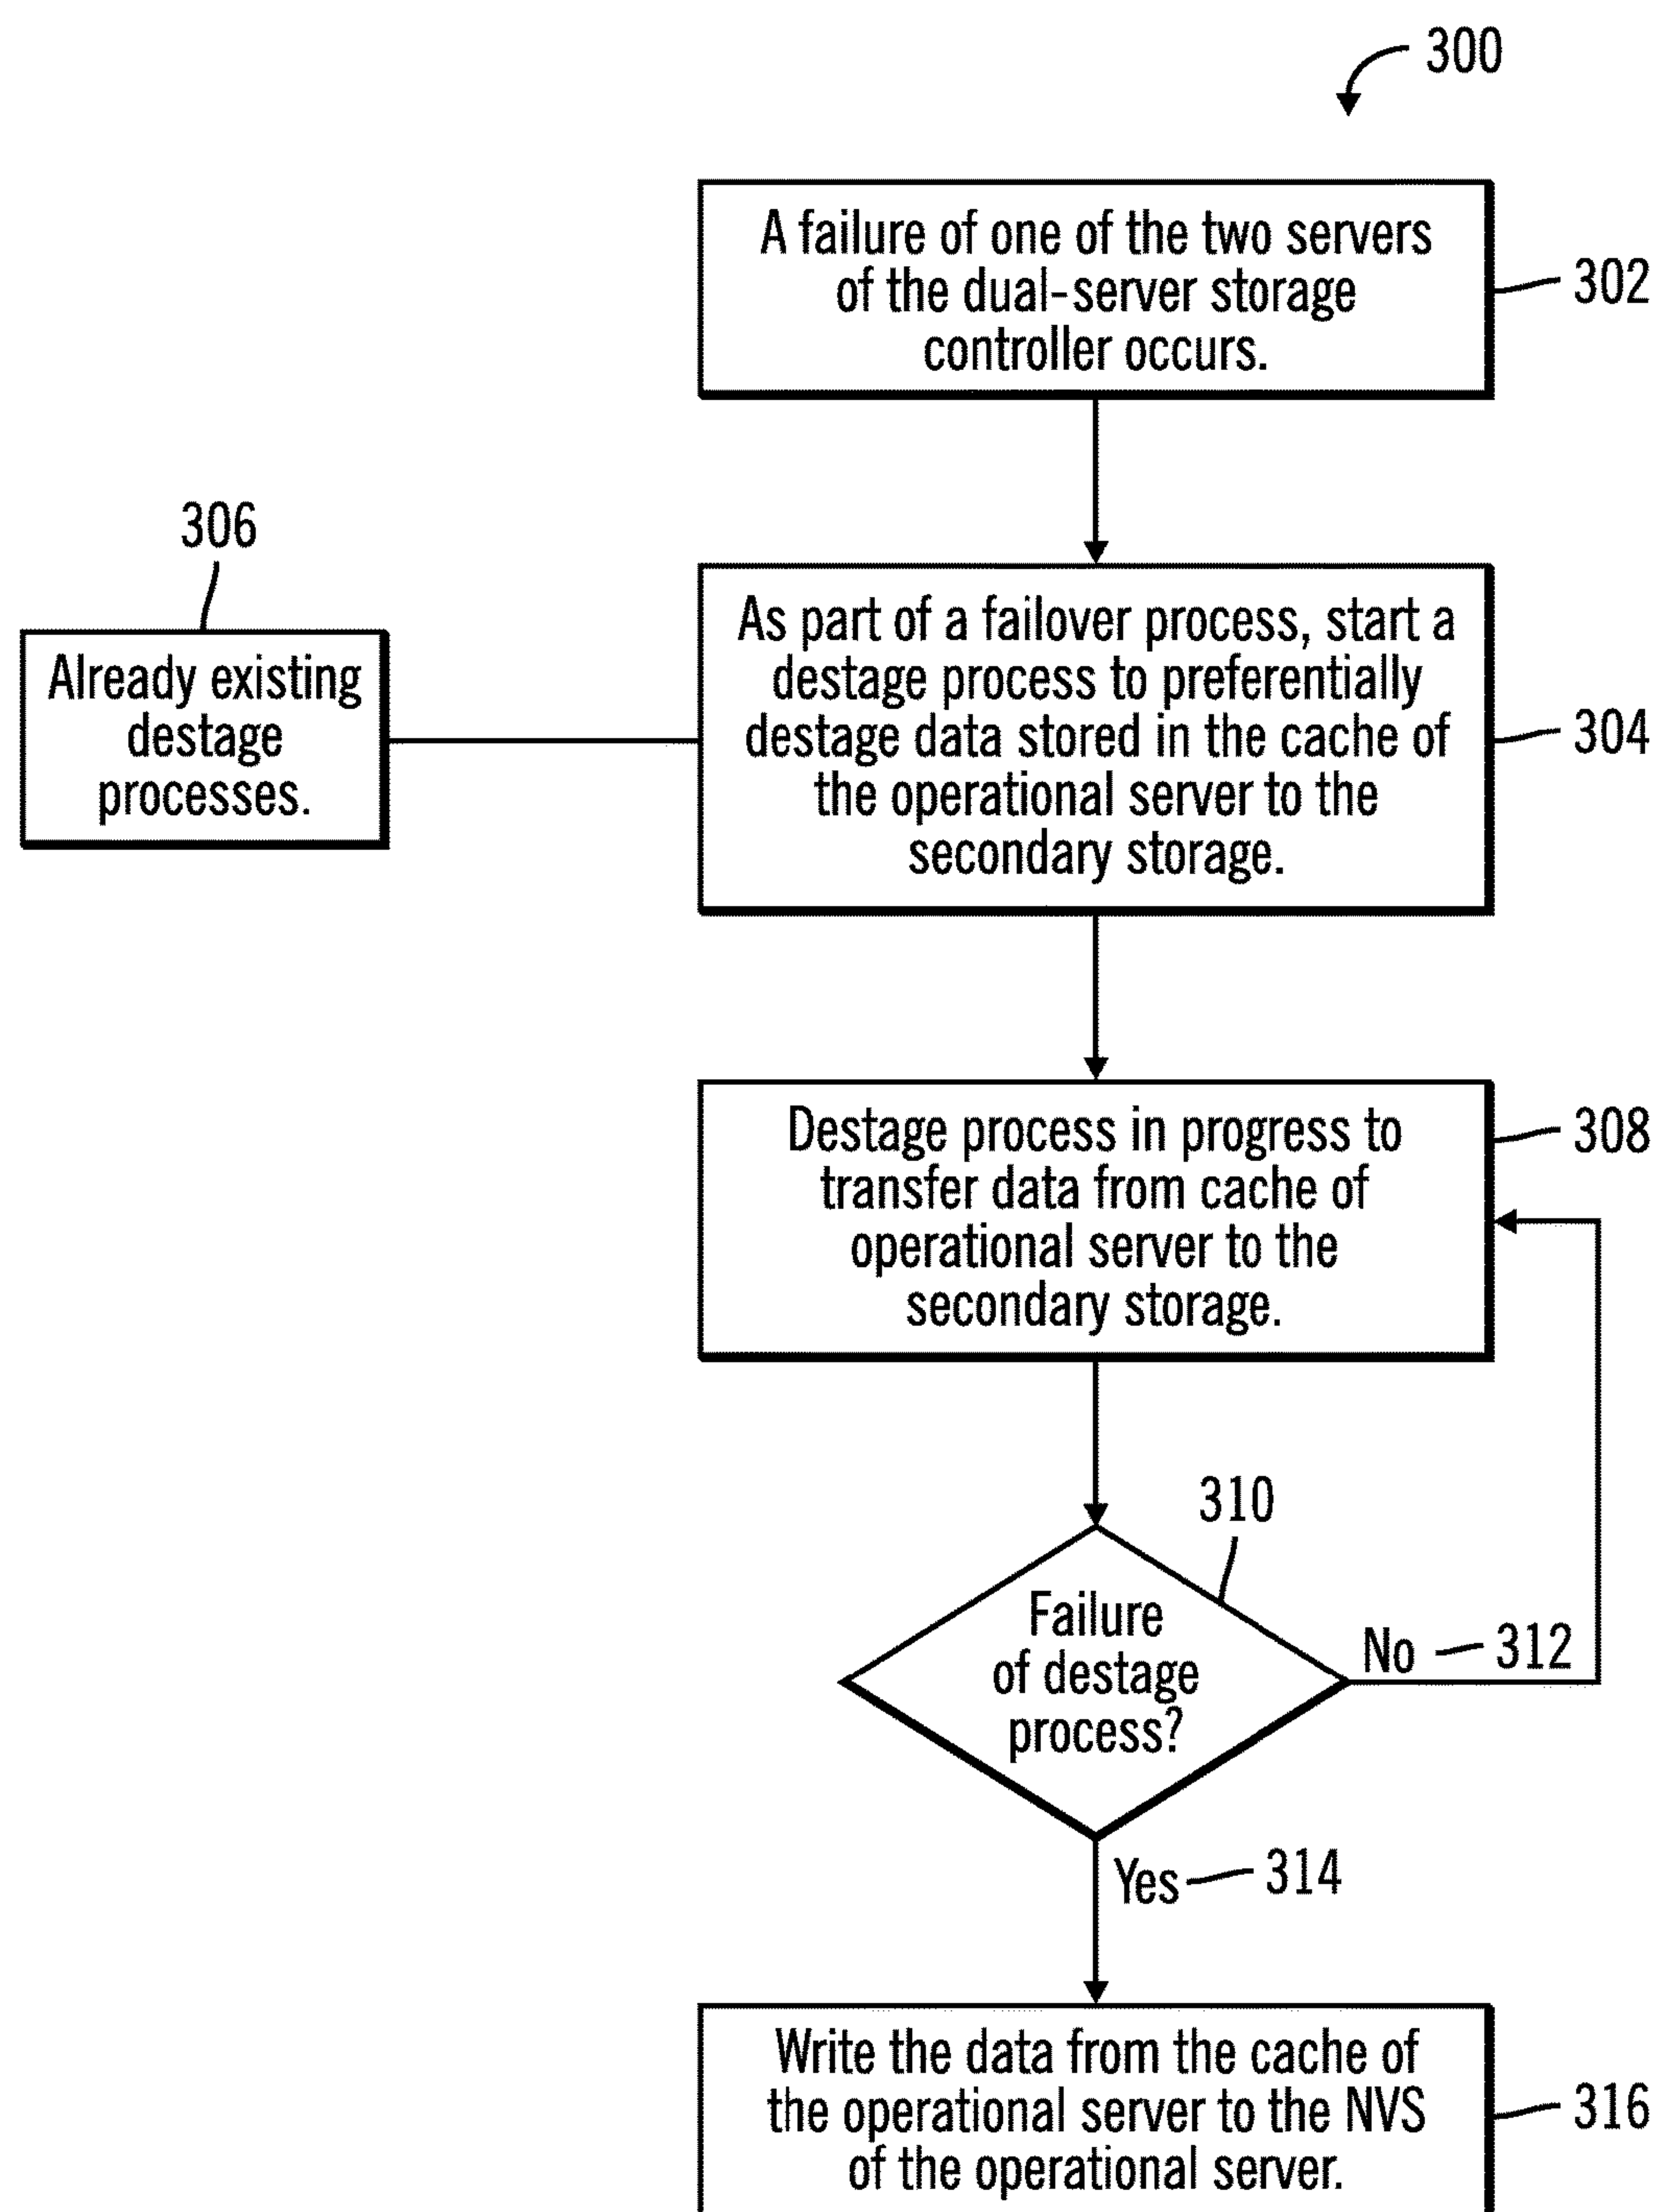 300
A failure of one of the two servers
of the dual-server storage
controller occurs.
302
306
Already existing
destage
processes.
As part of a failover process, start a
destage process to preferentially
destage data stored in the cache of
the operational server to the
secondary storage.
304
Destage process in progress to
transfer data from cache of
operational server to the
secondary storage.
308
310
Failure
of destage
process?
No
312
Yes
314
Write the data from the cache of
the operational server to the NVS
of the operational server.
316